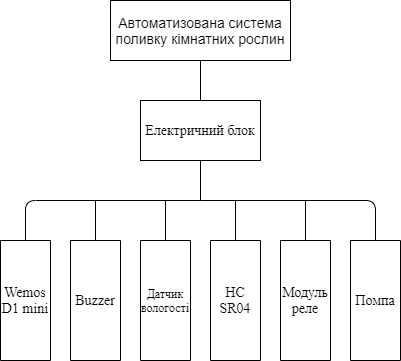 Автоматизована система
поливку кімнатних рослин
Електричний блок
Wemos
D1 mini
Buzzer
Датчик
вологості
HC
SR04
Модуль
реле
Помпа